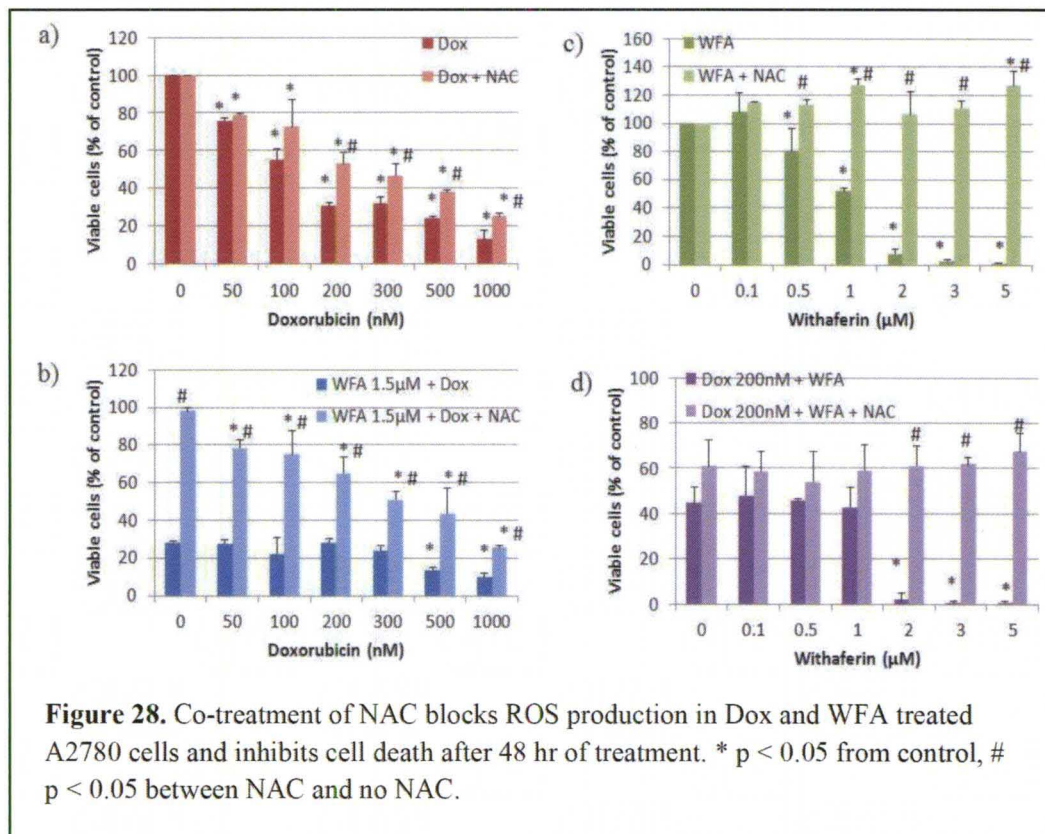 a)
120
100
80
60
40
20
0
Viable cells (% of control)
Dox
Dox + NAC
* *
* *
* * #
* * #
* * #
* * #
0 50 100 200 300 500 1000
Doxorubicin (nM)
b)
120
100
80
60
40
20
0
Viable cells (% of control)
WFA 1.5µM + Dox
WFA 1.5µM + Dox + NAC
#
* #
* #
* #
* #
* * #
* * #
0 50 100 200 300 500 1000
Doxorubicin (nM)
c)
160
140
120
100
80
60
40
20
0
Viable cells (% of control)
WFA
WFA + NAC
* #
* * #
* #
* #
* * #
0 0.1 0.5 1 2 3 5
Withaferin (µM)
d)
100
80
60
40
20
0
Viable cells (% of control)
Dox 200nM + WFA
Dox 200nM + WFA + NAC
* #
* #
* #
0 0.1 0.5 1 2 3 5
Withaferin (µM)
Figure 28. Co-treatment of NAC blocks ROS production in Dox and WFA treated
A2780 cells and inhibits cell death after 48 hr of treatment. * p < 0.05 from control, #
p < 0.05 between NAC and no NAC.